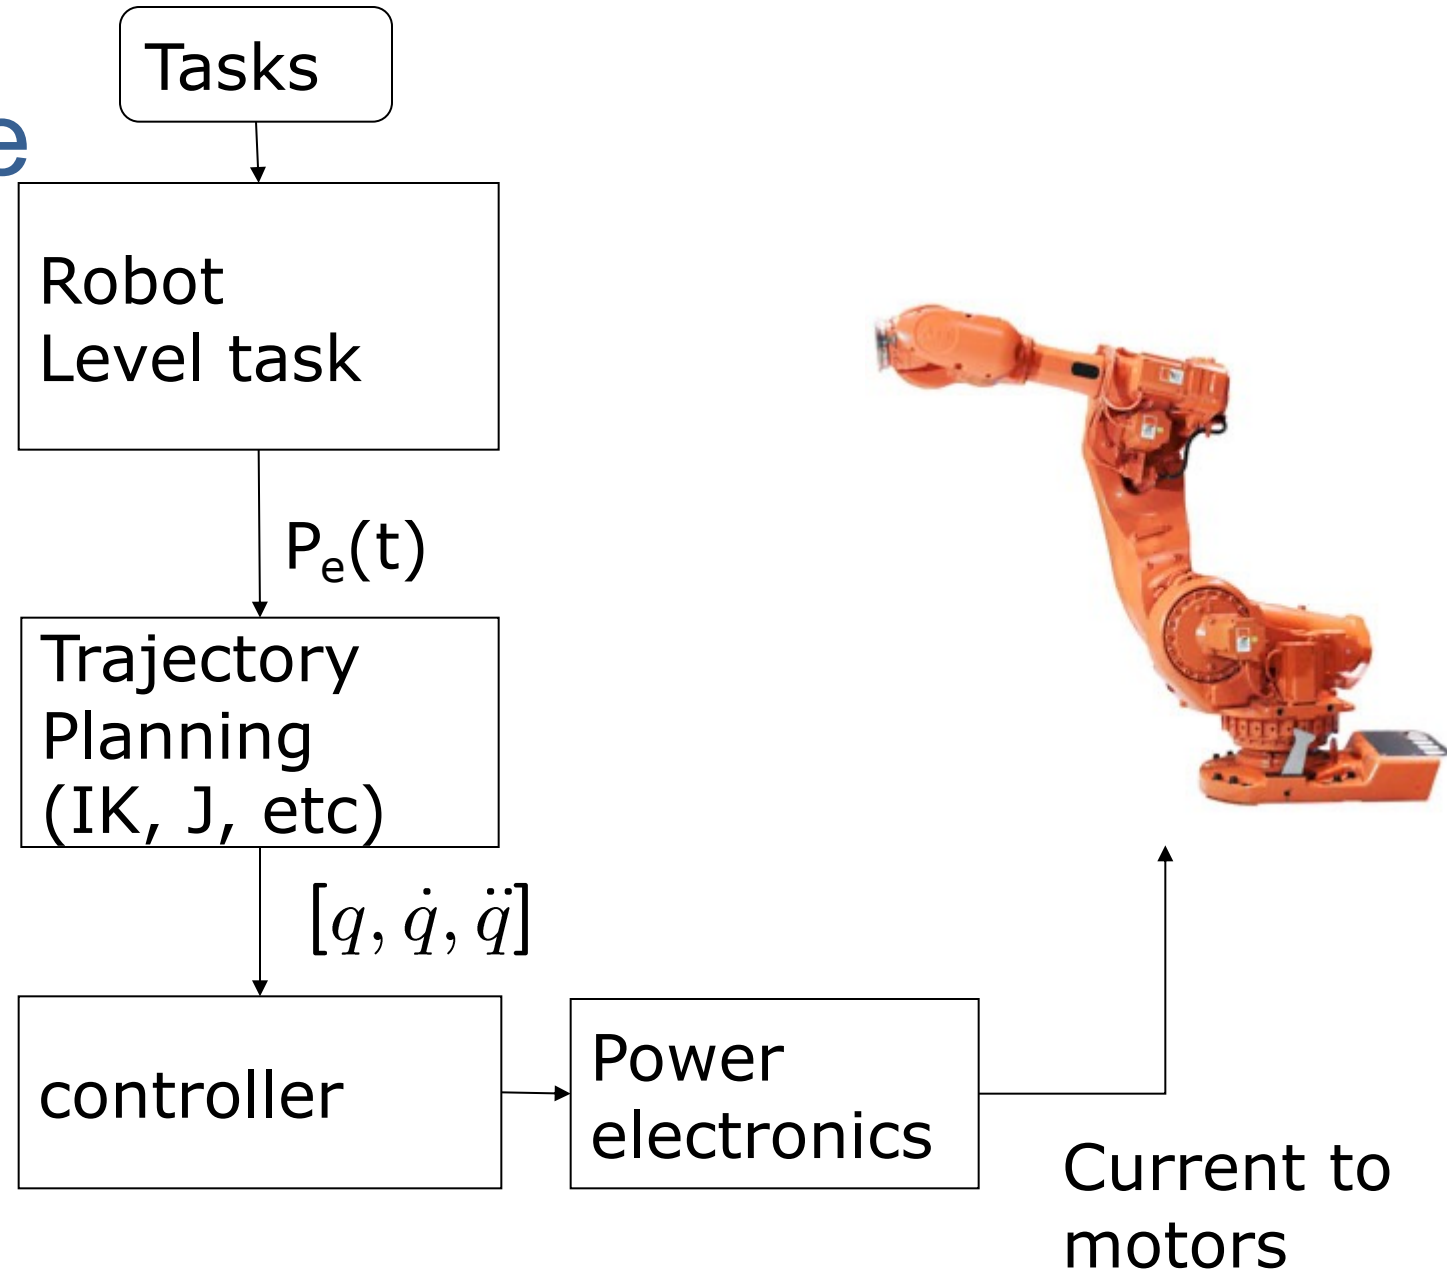 Tasks
e
Robot
Level task
Pₑ(t)
Trajectory
Planning
(IK, J, etc)
[q, q̇, q̈]
controller
Power
electronics
Current to
motors